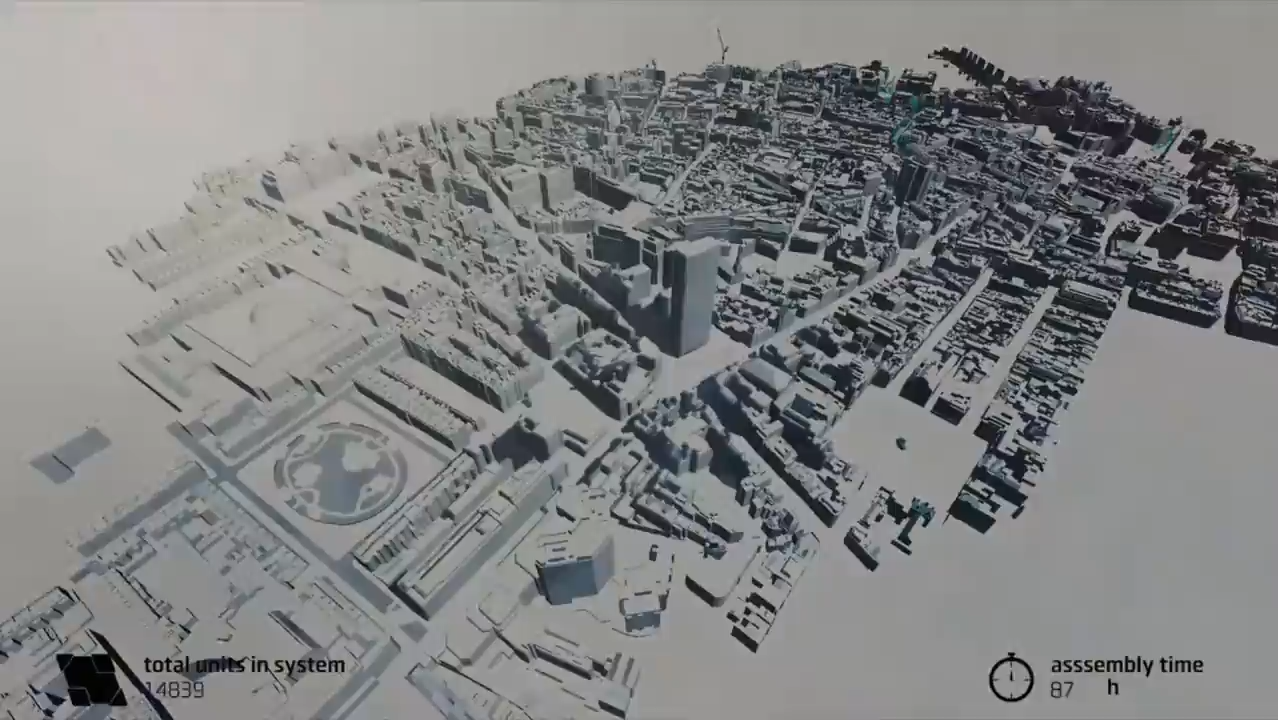 total units in system
14839
asssembly time
87 h